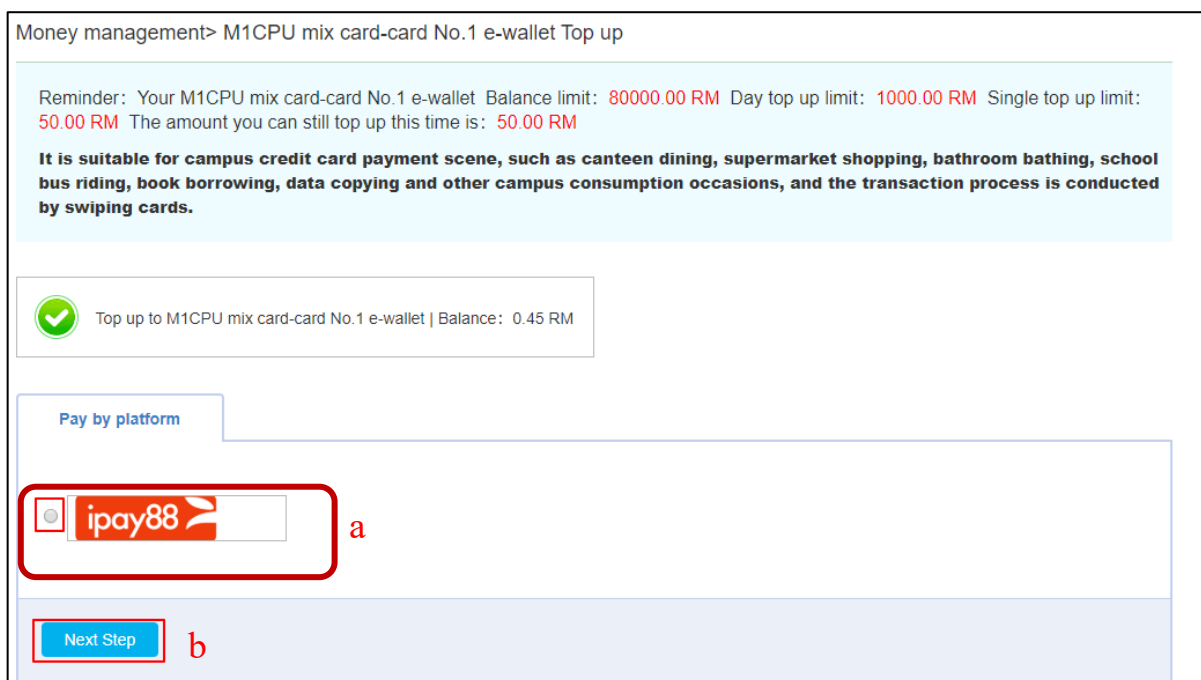 Money management> M1CPU mix card-card No.1 e-wallet Top up
Reminder: Your M1CPU mix card-card No.1 e-wallet Balance limit: 80000.00 RM Day top up limit: 1000.00 RM Single top up limit:
50.00 RM The amount you can still top up this time is: 50.00 RM
It is suitable for campus credit card payment scene, such as canteen dining, supermarket shopping, bathroom bathing, school
bus riding, book borrowing, data copying and other campus consumption occasions, and the transaction process is conducted
by swiping cards.
Top up to M1CPU mix card-card No.1 e-wallet | Balance: 0.45 RM
Pay by platform
ipay88
a
Next Step
b